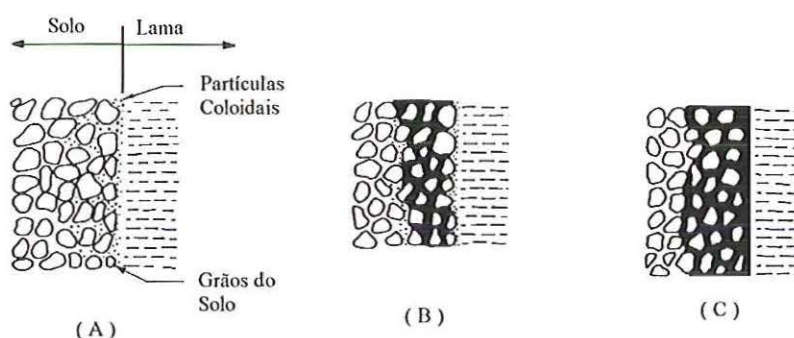 Solo
Lama
Partículas
Coloidais
Grãos do
Solo
( A )
( B )
( C )